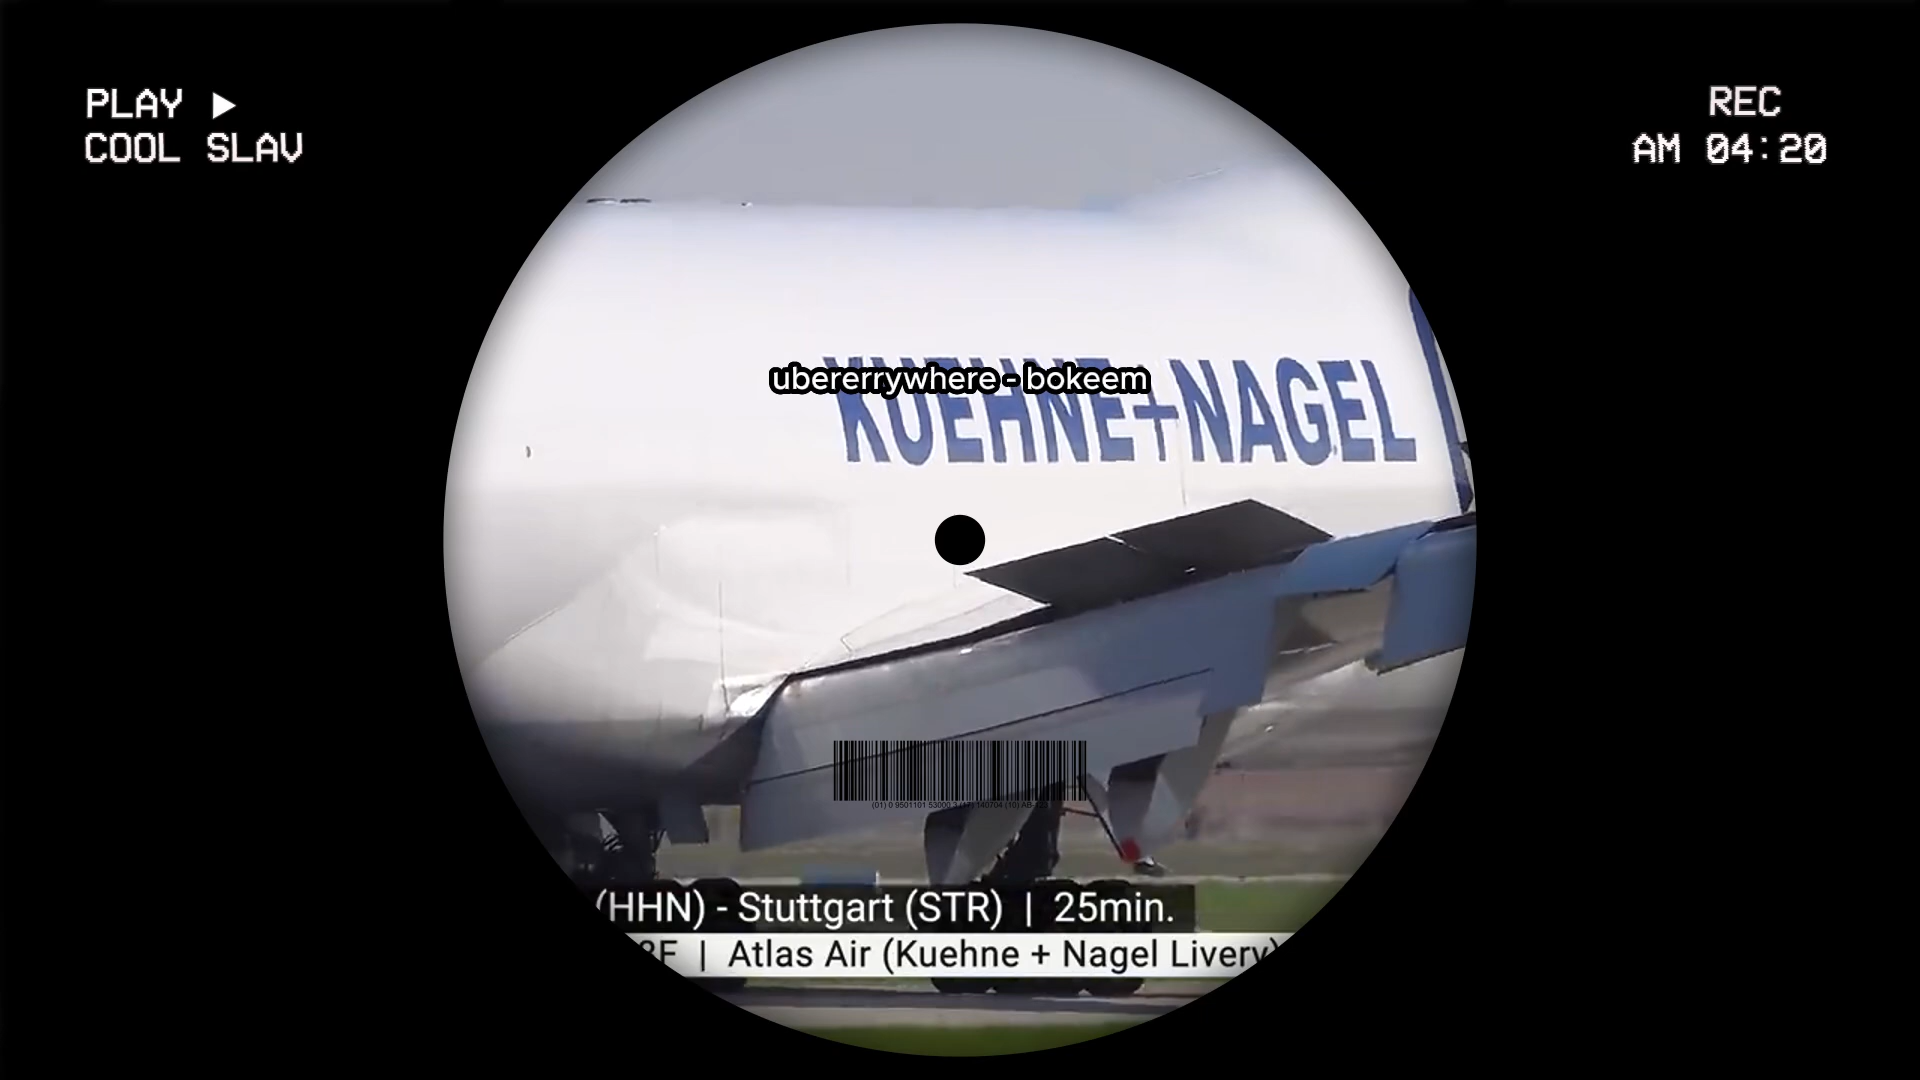 PLAY ▶
COOL SLAV
REC
AM 04:20
KUEHNE+NAGEL
ubererrywhere - bokeem
(HHN) - Stuttgart (STR) | 25min.
8F | Atlas Air (Kuehne + Nagel Livery)